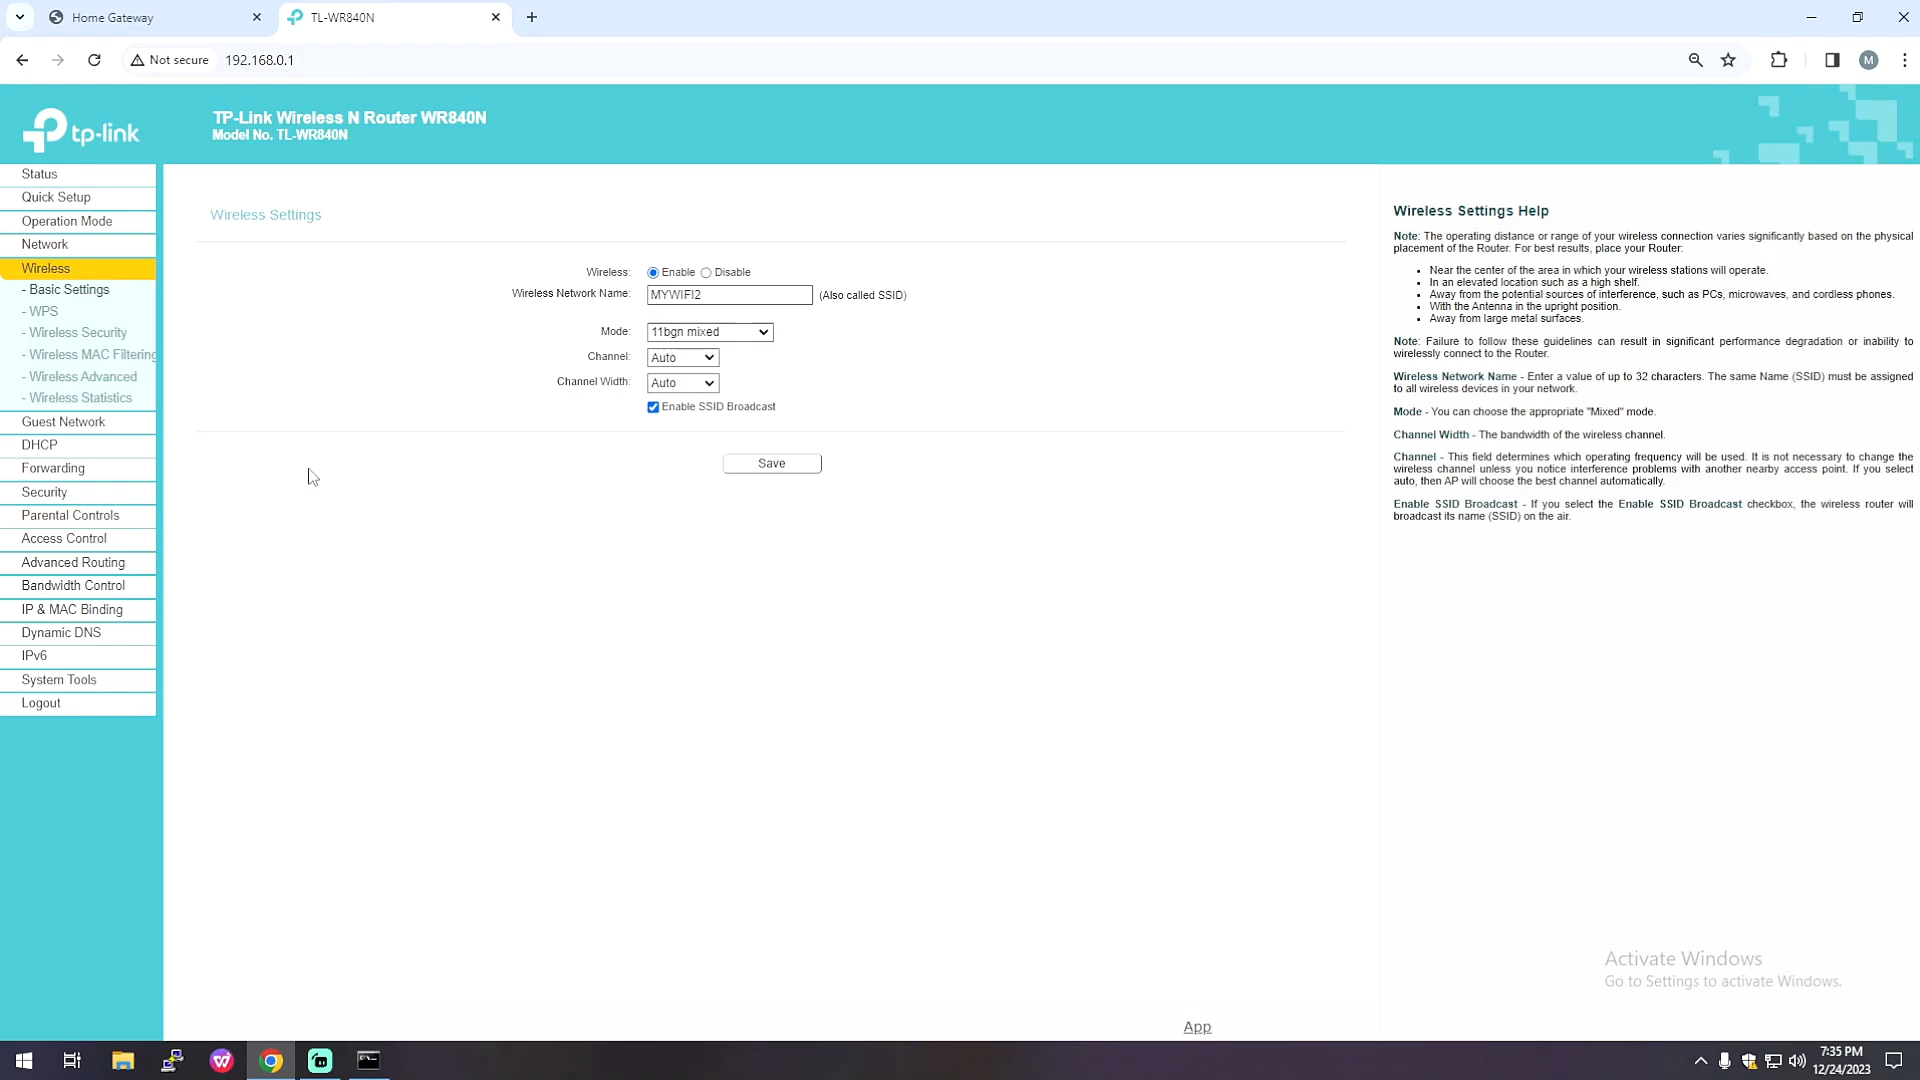 Home Gateway
TL-WR840N
Not secure
192.168.0.1
M
tp-link
TP-Link Wireless N Router WR840N
Model No. TL-WR840N
Status
Quick Setup
Operation Mode
Network
Wireless
- Basic Settings
- WPS
- Wireless Security
- Wireless MAC Filtering
- Wireless Advanced
- Wireless Statistics
Guest Network
DHCP
Forwarding
Security
Parental Controls
Access Control
Advanced Routing
Bandwidth Control
IP & MAC Binding
Dynamic DNS
IPv6
System Tools
Logout
Wireless Settings
Wireless: Enable Disable
Wireless Network Name: MYWIFI2 (Also called SSID)
Mode: 11bgn mixed
Channel: Auto
Channel Width: Auto
Enable SSID Broadcast
Save
App
Wireless Settings Help
Note: The operating distance or range of your wireless connection varies significantly based on the physical
placement of the Router. For best results, place your Router:
Near the center of the area in which your wireless stations will operate.
In an elevated location such as a high shelf.
Away from the potential sources of interference, such as PCs, microwaves, and cordless phones.
With the Antenna in the upright position.
Away from large metal surfaces.
Note: Failure to follow these guidelines can result in significant performance degradation or inability to
wirelessly connect to the Router.
Wireless Network Name - Enter a value of up to 32 characters. The same Name (SSID) must be assigned
to all wireless devices in your network.
Mode - You can choose the appropriate "Mixed" mode.
Channel Width - The bandwidth of the wireless channel.
Channel - This field determines which operating frequency will be used. It is not necessary to change the
wireless channel unless you notice interference problems with another nearby access point. If you select
auto, then AP will choose the best channel automatically.
Enable SSID Broadcast - If you select the Enable SSID Broadcast checkbox, the wireless router will
broadcast its name (SSID) on the air.
Activate Windows
Go to Settings to activate Windows.
7:35 PM
12/24/2023